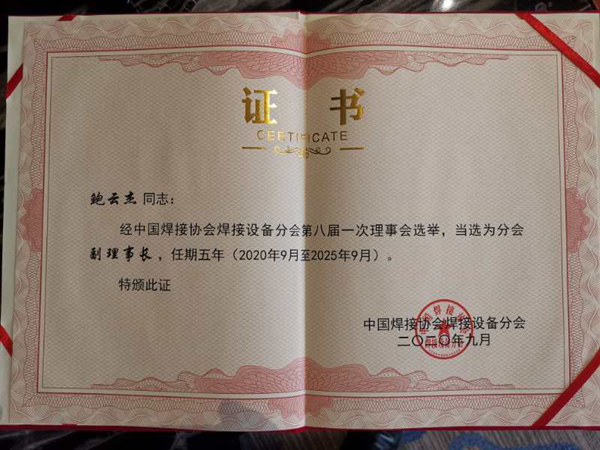 证 书
CERTIFICATE
鲍云杰 同志：
经中国焊接协会焊接设备分会第八届一次理事会选举，当选为分会
副理事长，任期五年（2020年9月至2025年9月）。
特颁此证
中国焊接协会焊接设备分会
二〇二〇年九月